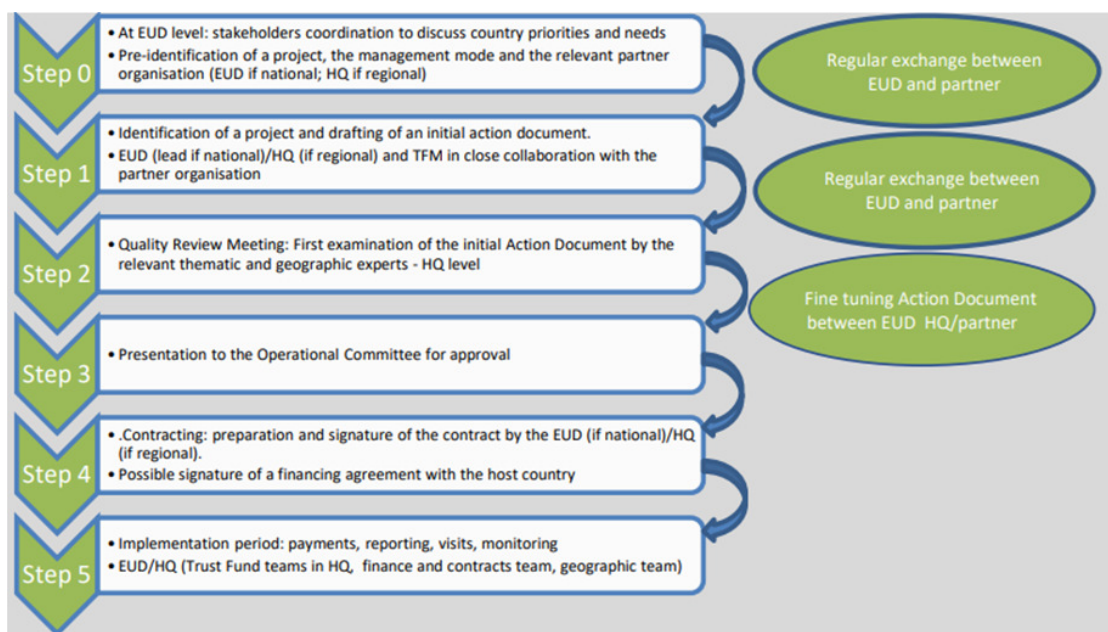 Step 0
• At EUD level: stakeholders coordination to discuss country priorities and needs
• Pre-identification of a project, the management mode and the relevant partner
organisation (EUD if national; HQ if regional)
Regular exchange between
EUD and partner
Step 1
• Identification of a project and drafting of an initial action document.
• EUD (lead if national)/HQ (if regional) and TFM in close collaboration with the
partner organisation
Regular exchange between
EUD and partner
Step 2
• Quality Review Meeting: First examination of the initial Action Document by the
relevant thematic and geographic experts - HQ level
Fine tuning Action Document
between EUD HQ/partner
Step 3
• Presentation to the Operational Committee for approval
Step 4
• .Contracting: preparation and signature of the contract by the EUD (if national)/HQ
(if regional).
• Possible signature of a financing agreement with the host country
Step 5
• Implementation period: payments, reporting, visits, monitoring
• EUD/HQ (Trust Fund teams in HQ, finance and contracts team, geographic team)